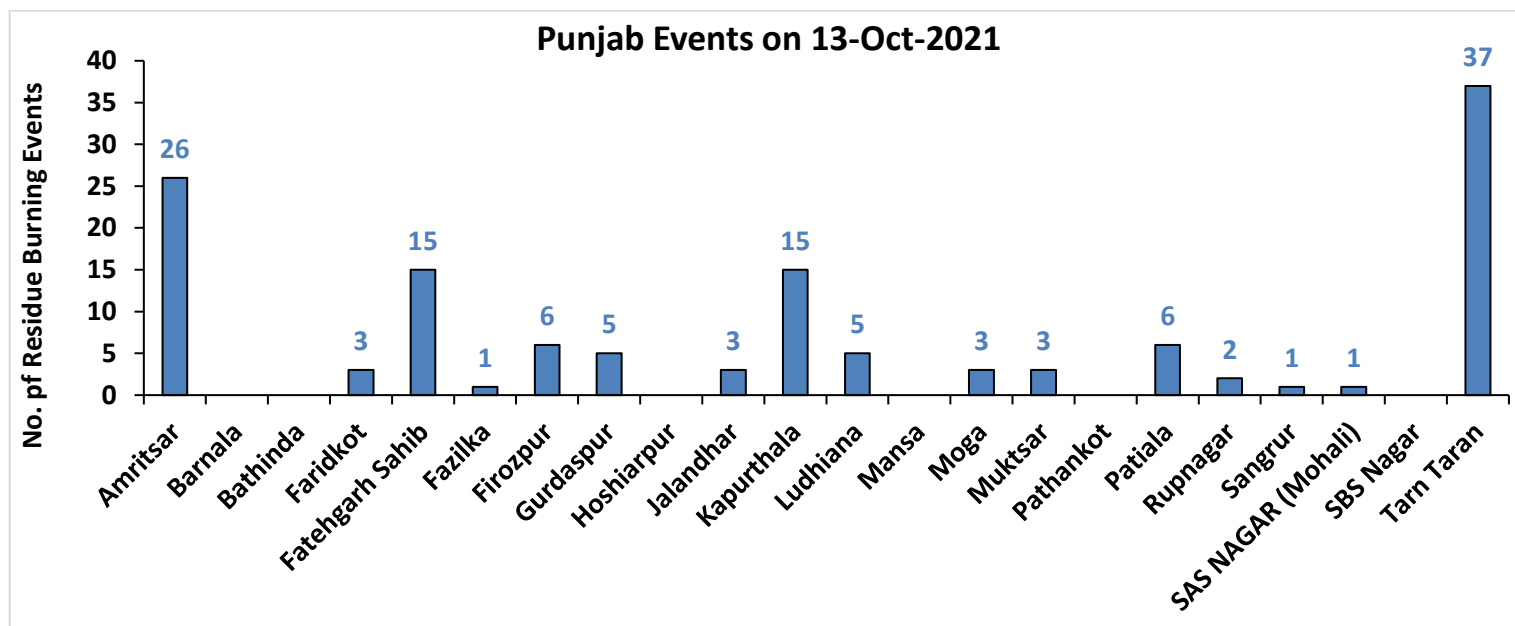 Punjab Events on 13-Oct-2021
No. pf Residue Burning Events
40
35
30
25
20
15
10
5
0
26
3
15
1
6
5
3
15
5
3
3
6
2
1
1
37
Amritsar
Barnala
Bathinda
Faridkot
Fatehgarh Sahib
Fazilka
Firozpur
Gurdaspur
Hoshiarpur
Jalandhar
Kapurthala
Ludhiana
Mansa
Moga
Muktsar
Pathankot
Patiala
Rupnagar
Sangrur
SAS NAGAR (Mohali)
SBS Nagar
Tarn Taran